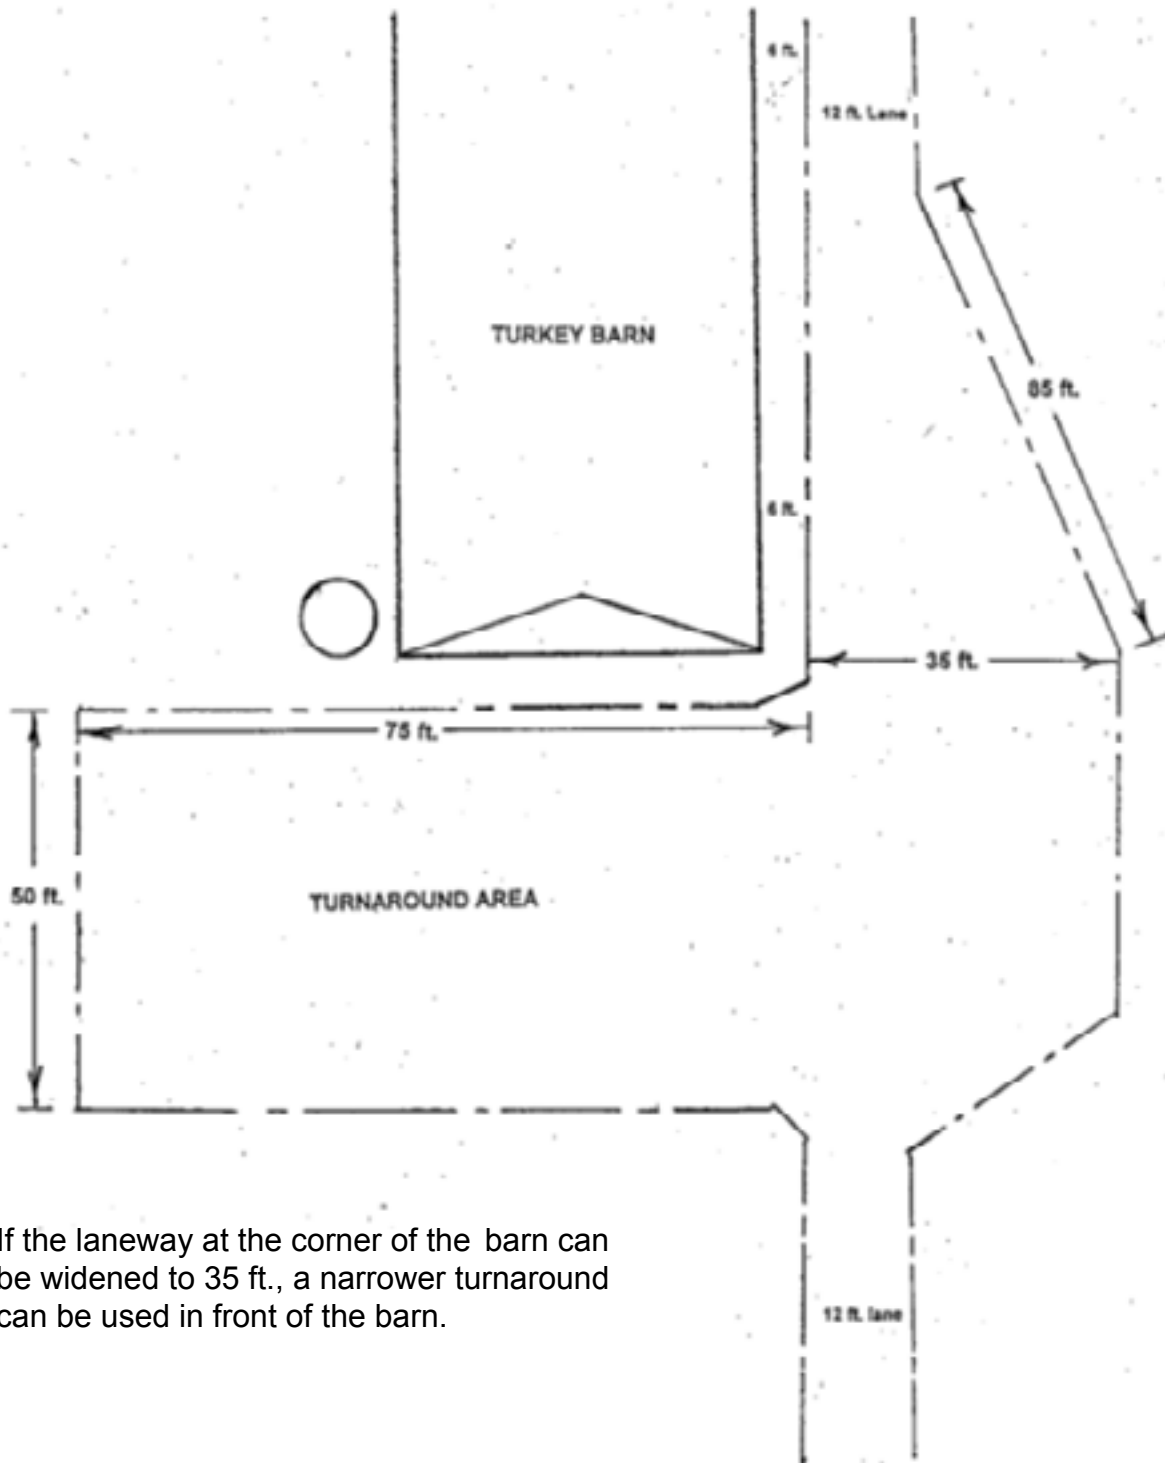 6 ft.
12 ft. Lane
TURKEY BARN
85 ft.
6 ft.
35 ft.
75 ft.
50 ft.
TURNAROUND AREA
If the laneway at the corner of the barn can
be widened to 35 ft., a narrower turnaround
can be used in front of the barn.
12 ft. lane